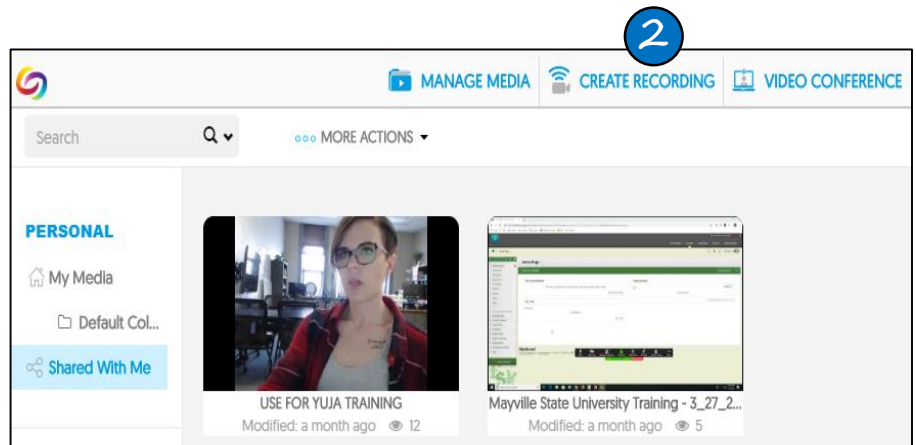 2
MANAGE MEDIA CREATE RECORDING VIDEO CONFERENCE
Search ooo MORE ACTIONS
PERSONAL
My Media
Default Col...
Shared With Me
USE FOR YUJA TRAINING
Modified: a month ago 12
Mayville State University Training - 3_27_2...
Modified: a month ago 5